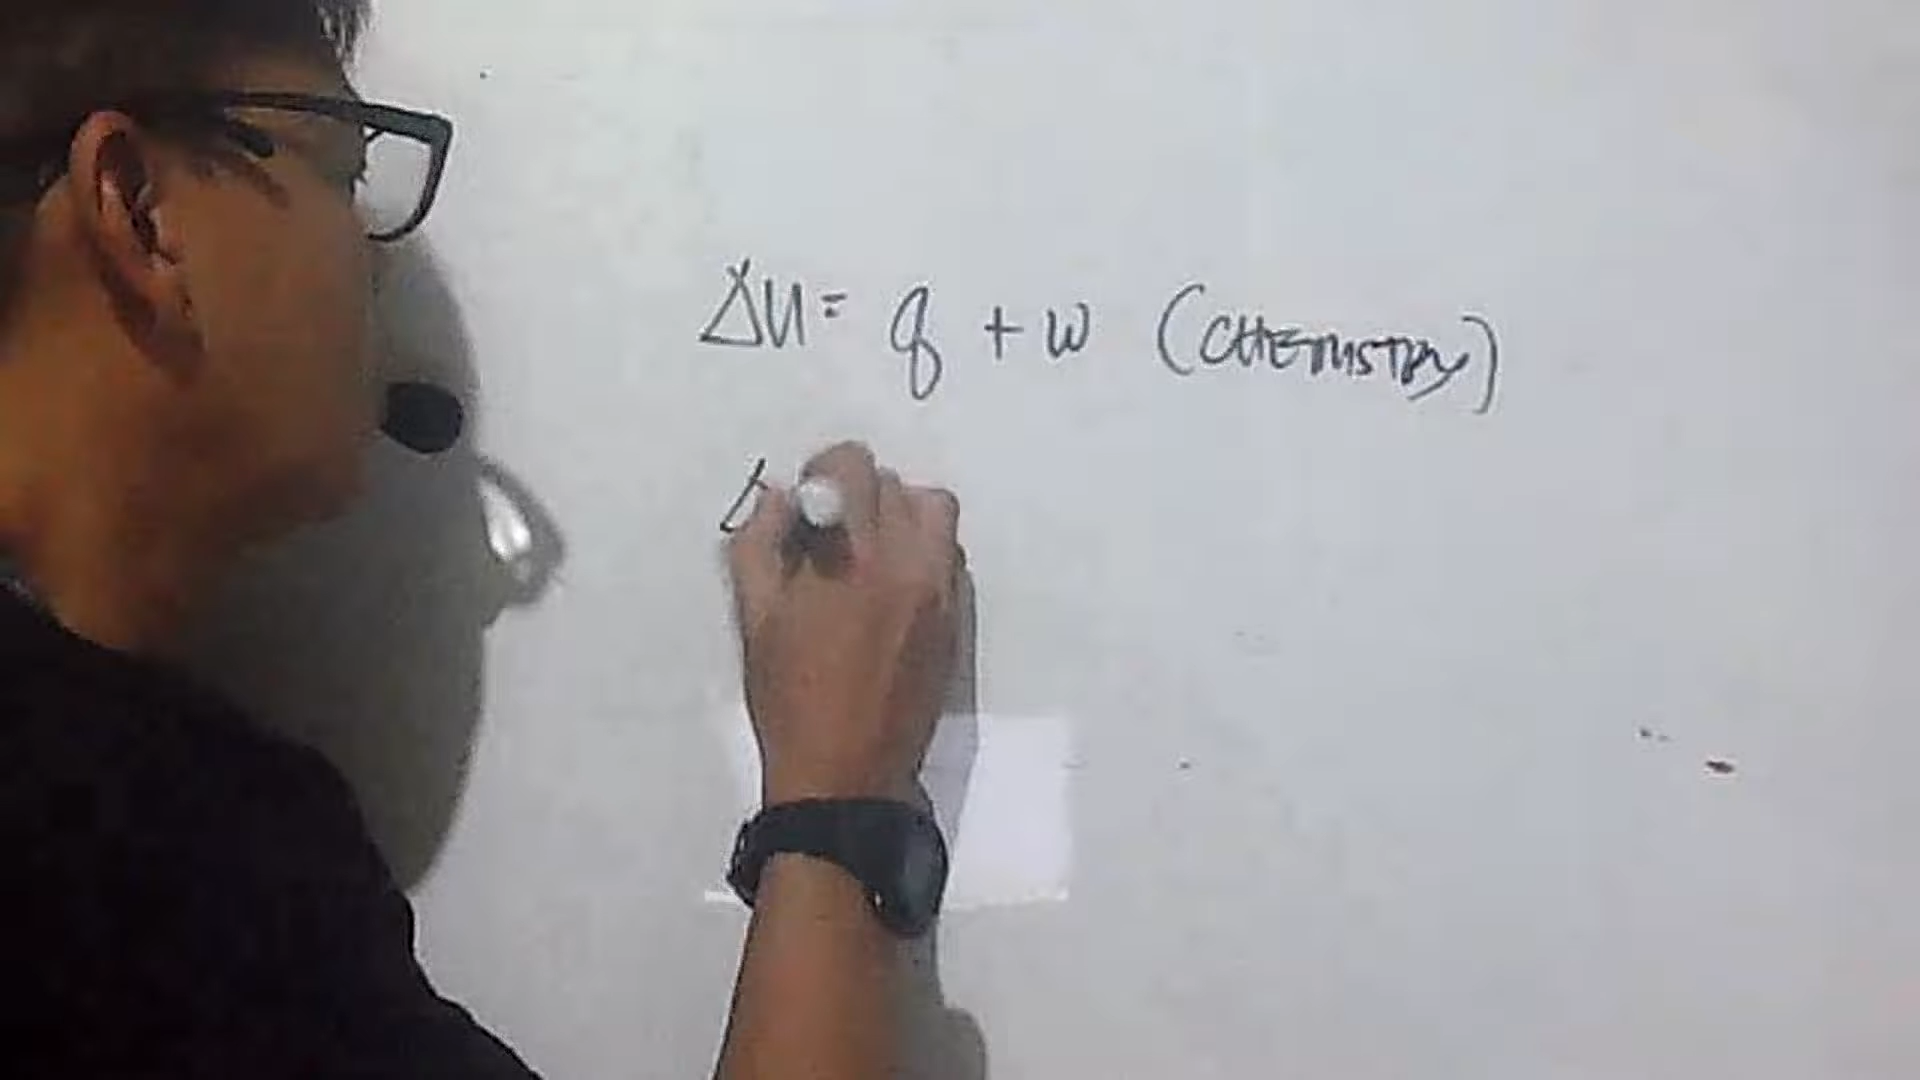 ΔU = q + w (CHEMISTRY)
Δ